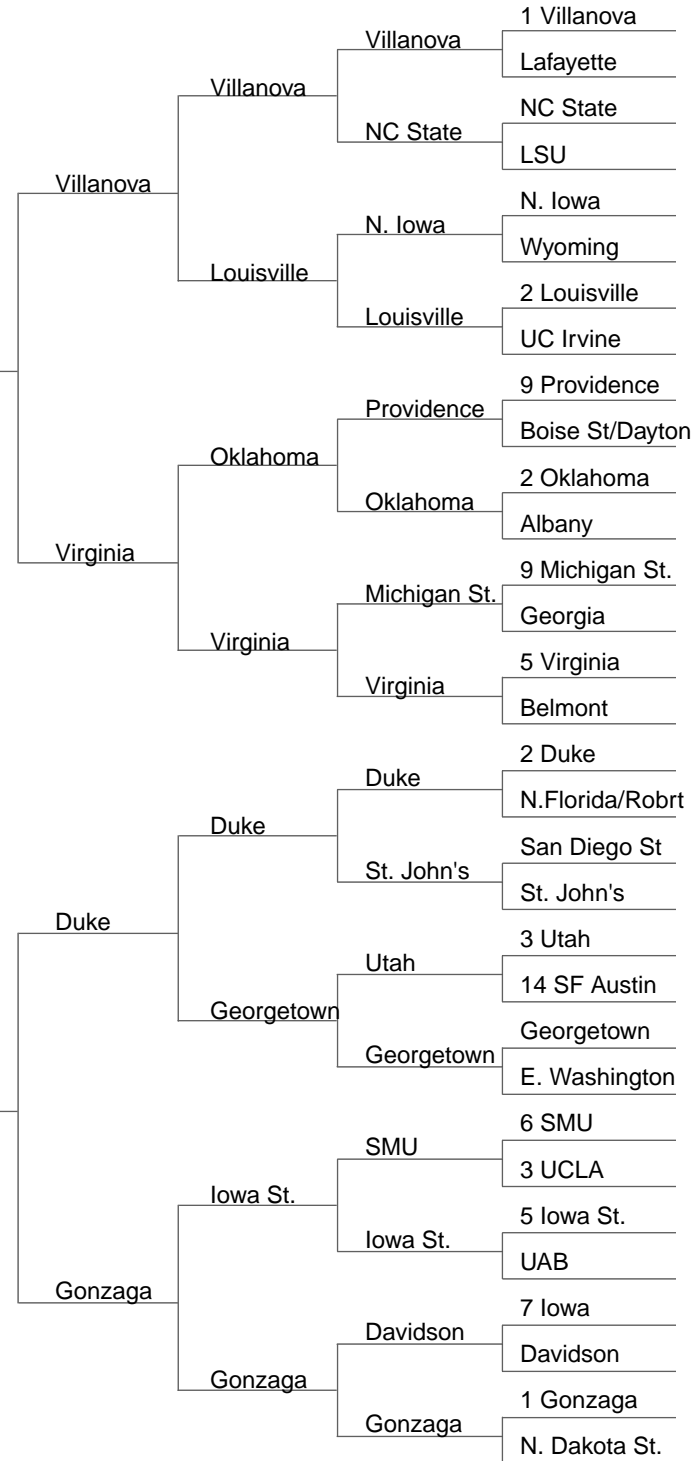 1 Villanova
Villanova
Lafayette
Villanova
NC State
NC State
LSU
Villanova
N. Iowa
N. Iowa
Wyoming
Louisville
2 Louisville
Louisville
UC Irvine
9 Providence
Providence
Boise St/Dayton
Oklahoma
2 Oklahoma
Oklahoma
Albany
Virginia
9 Michigan St.
Michigan St.
Georgia
Virginia
5 Virginia
Virginia
Belmont
2 Duke
Duke
N.Florida/Robrt
Duke
San Diego St
St. John's
St. John's
Duke
3 Utah
Utah
14 SF Austin
Georgetown
Georgetown
Georgetown
E. Washington
6 SMU
SMU
3 UCLA
Iowa St.
5 Iowa St.
Iowa St.
UAB
Gonzaga
7 Iowa
Davidson
Davidson
Gonzaga
1 Gonzaga
Gonzaga
N. Dakota St.